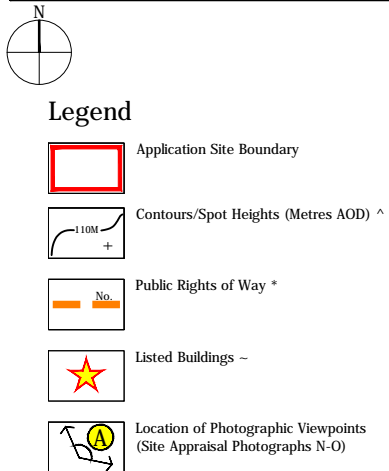 N
Legend
Application Site Boundary
110M
+
Contours/Spot Heights (Metres AOD) ^
No.
Public Rights of Way *
Listed Buildings ~
A
Location of Photographic Viewpoints
(Site Appraisal Photographs N-O)